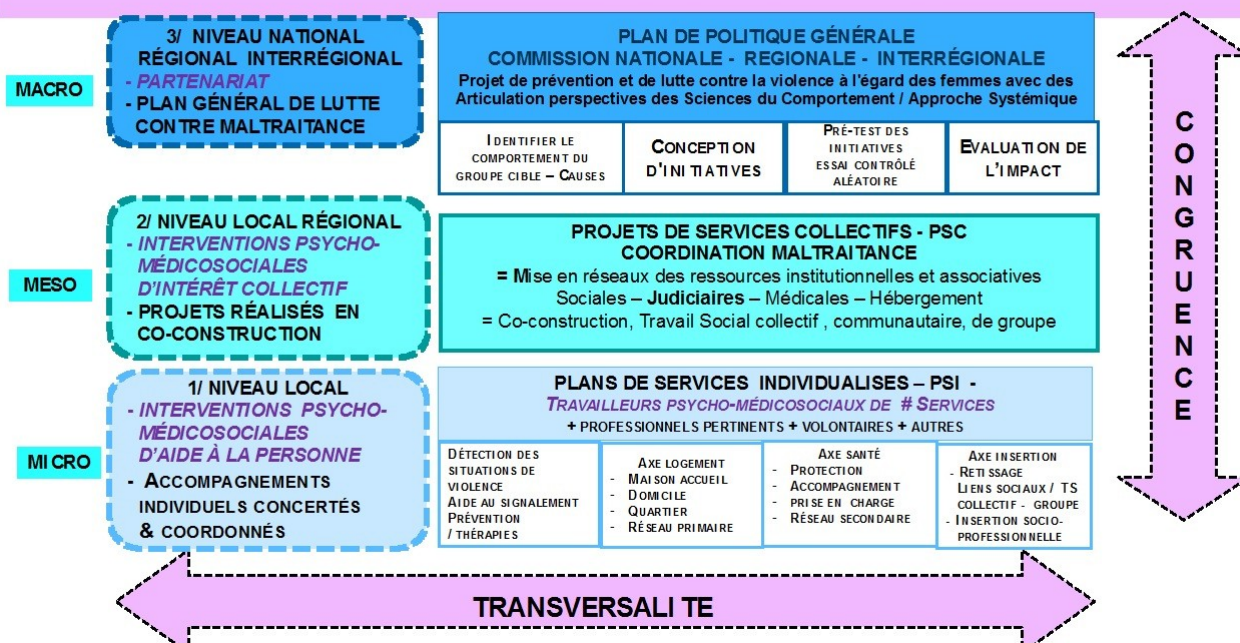 MACRO
3/ NIVEAU NATIONAL
RÉGIONAL INTERRÉGIONAL
- PARTENARIAT
- PLAN GÉNÉRAL DE LUTTE
CONTRE MALTRAITANCE
PLAN DE POLITIQUE GÉNÉRALE
COMMISSION NATIONALE - REGIONALE - INTERRÉGIONALE
Projet de prévention et de lutte contre la violence à l'égard des femmes avec des
Articulation perspectives des Sciences du Comportement / Approche Systémique
IDENTIFIER LE
COMPORTEMENT DU
GROUPE CIBLE – CAUSES
CONCEPTION
D'INITIATIVES
PRÉ-TEST DES
INITIATIVES
ESSAI CONTRÔLÉ
ALÉATOIRE
EVALUATION DE
L'IMPACT
MESO
2/ NIVEAU LOCAL RÉGIONAL
- INTERVENTIONS PSYCHO-
MÉDICOSOCIALES
D'INTÉRÊT COLLECTIF
- PROJETS RÉALISÉS EN
CO-CONSTRUCTION
PROJETS DE SERVICES COLLECTIFS - PSC
COORDINATION MALTRAITANCE
= Mise en réseaux des ressources institutionnelles et associatives
Sociales – Judiciaires – Médicales – Hébergement
= Co-construction, Travail Social collectif , communautaire, de groupe
MICRO
1/ NIVEAU LOCAL
- INTERVENTIONS PSYCHO-
MÉDICOSOCIALES
D'AIDE À LA PERSONNE
- ACCOMPAGNEMENTS
INDIVIDUELS CONCERTÉS
& COORDONNÉS
PLANS DE SERVICES INDIVIDUALISES – PSI -
TRAVAILLEURS PSYCHO-MÉDICOSOCIAUX DE # SERVICES
+ PROFESSIONNELS PERTINENTS + VOLONTAIRES + AUTRES
DÉTECTION DES
SITUATIONS DE
VIOLENCE
AIDE AU SIGNALEMENT
PRÉVENTION
/ THÉRAPIES
AXE LOGEMENT
- MAISON ACCUEIL
- DOMICILE
- QUARTIER
- RÉSEAU PRIMAIRE
AXE SANTÉ
- PROTECTION
- ACCOMPAGNEMENT
- PRISE EN CHARGE
- RÉSEAU SECONDAIRE
AXE INSERTION
- RETISSAGE
LIENS SOCIAUX / TS
COLLECTIF - GROUPE
- INSERTION SOCIO-
PROFESSIONNELLE
CONGRUENCE
TRANSVERSALITE